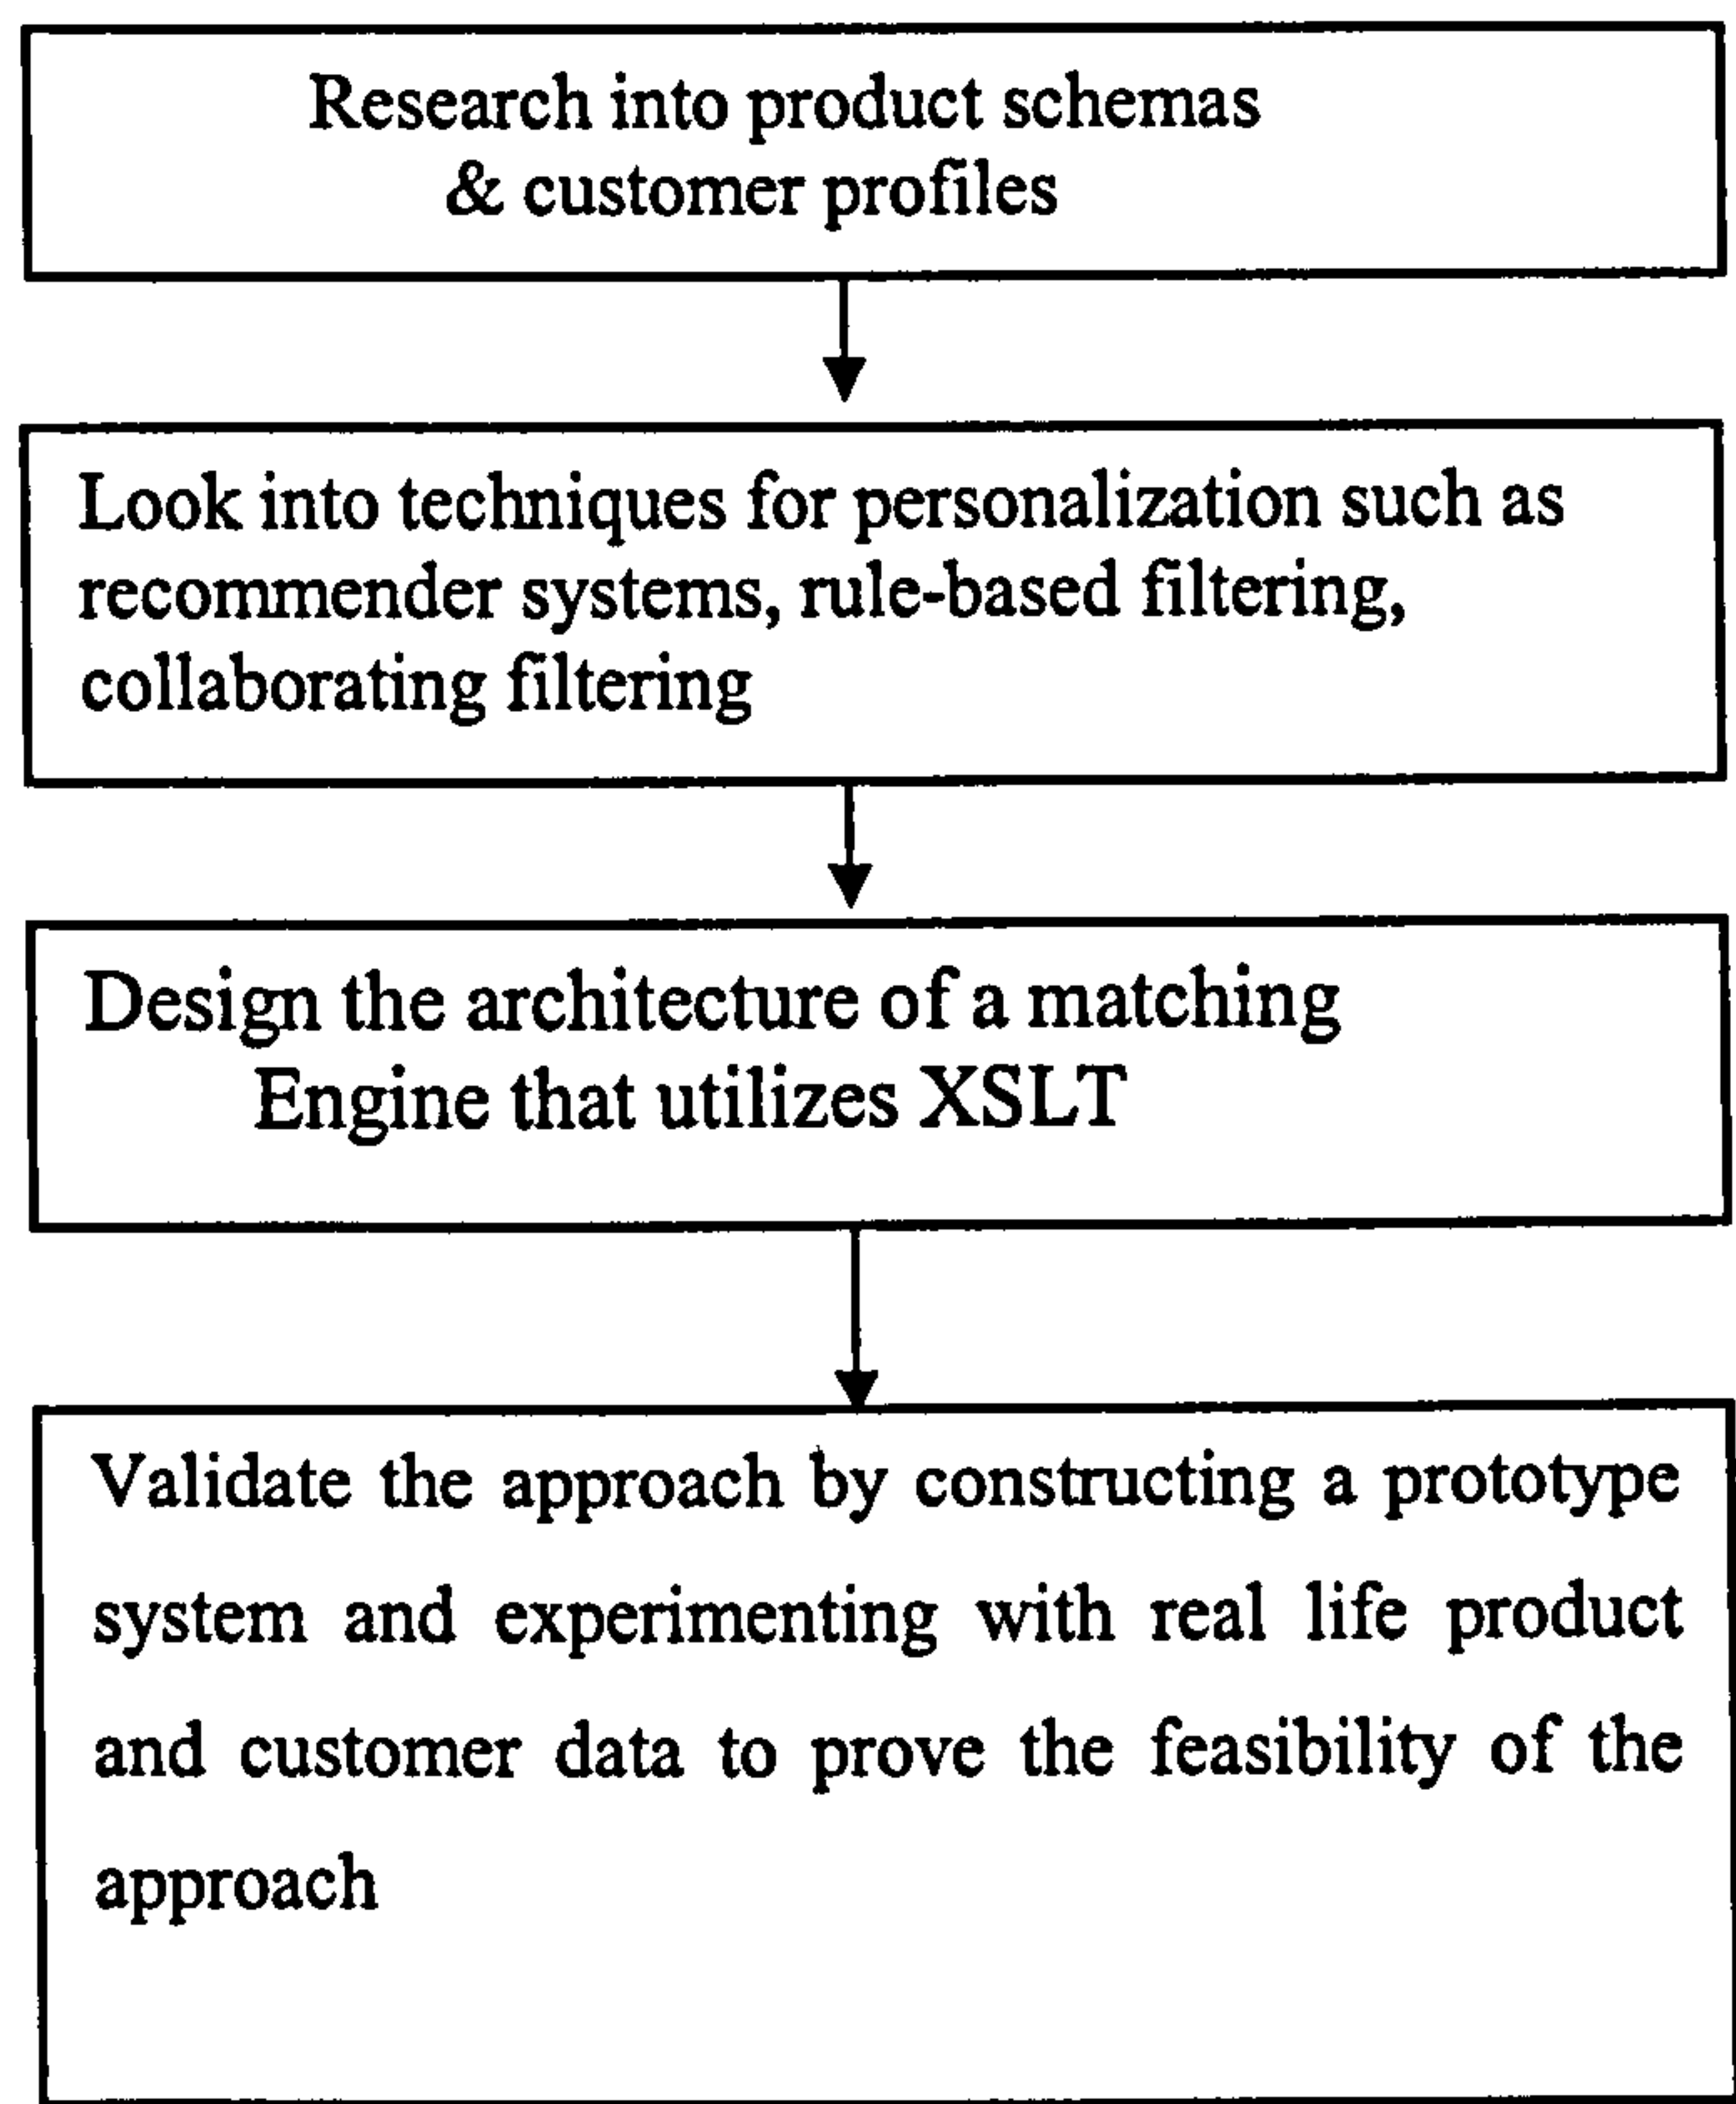 Research into product schemas
& customer profiles
Look into techniques for personalization such as
recommender systems, rule-based filtering,
collaborating filtering
Design the architecture of a matching
Engine that utilizes XSLT
Validate the approach by constructing a prototype
system and experimenting with real life product
and customer data to prove the feasibility of the
approach